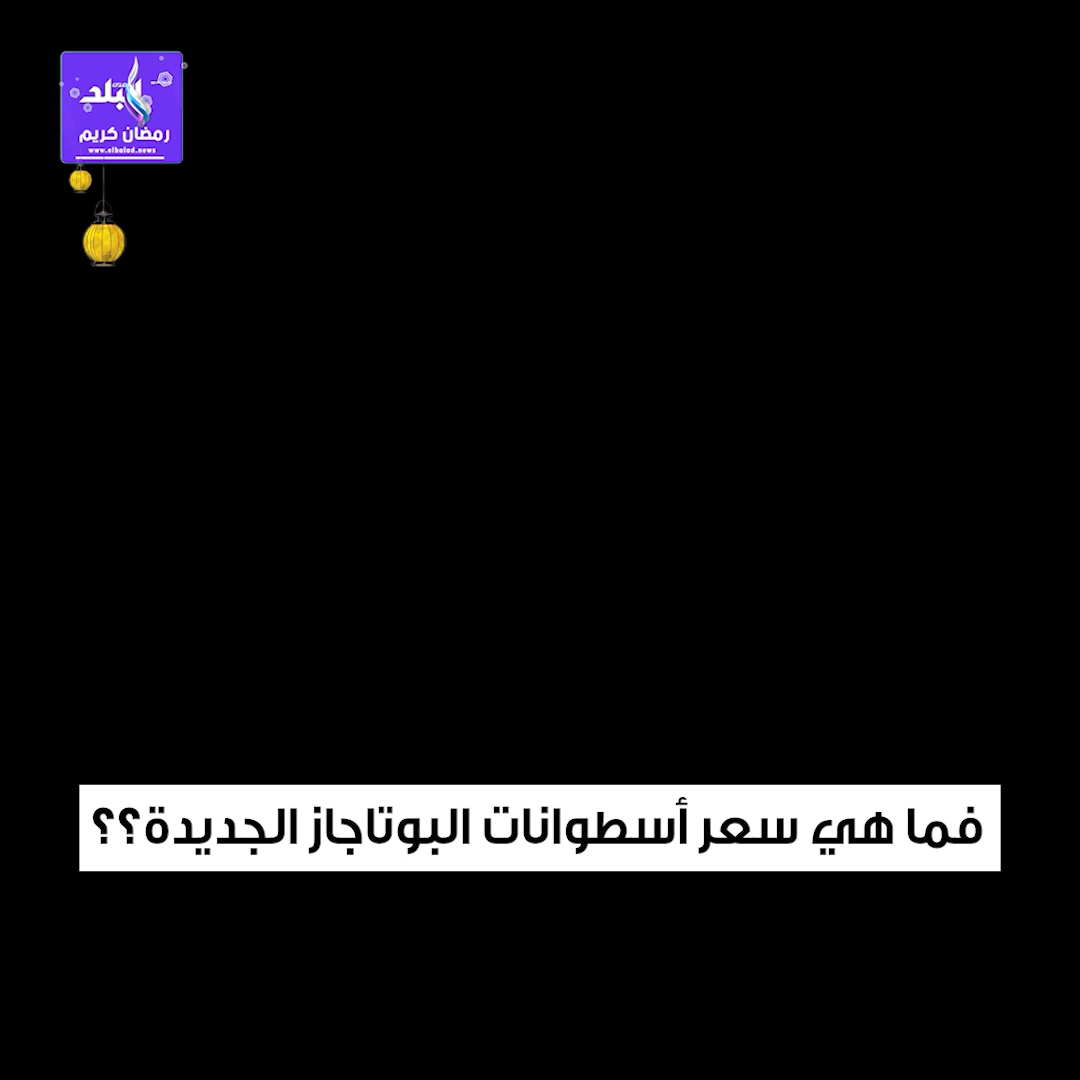 صدى
البلد
رمضان كريم
www.elbalad.news
فما هي سعر أسطوانات البوتاجاز الجديدة؟؟